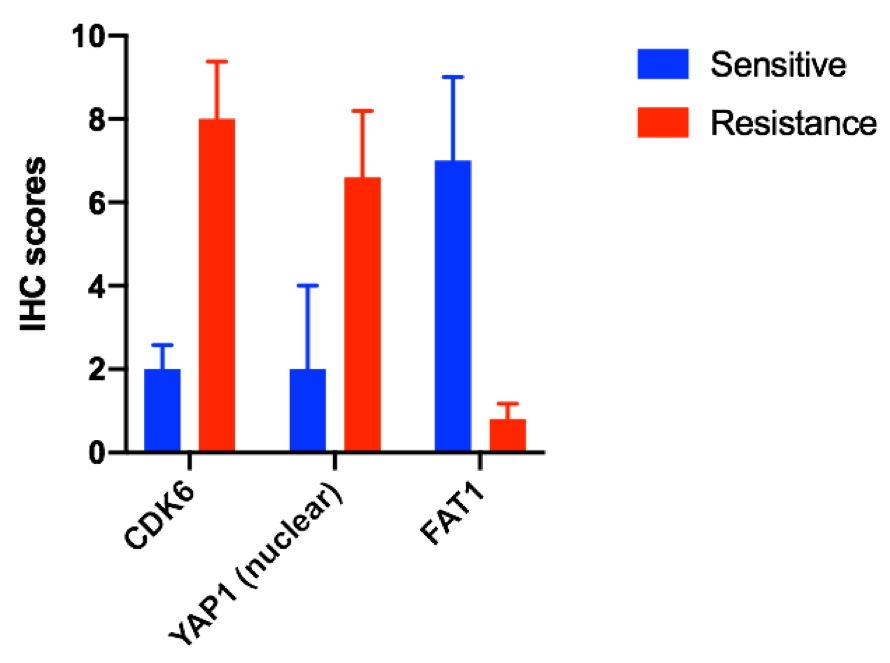 10
8
6
4
2
0
IHC scores
CDK6
YAP1 (nuclear)
FAT1
Sensitive
Resistance